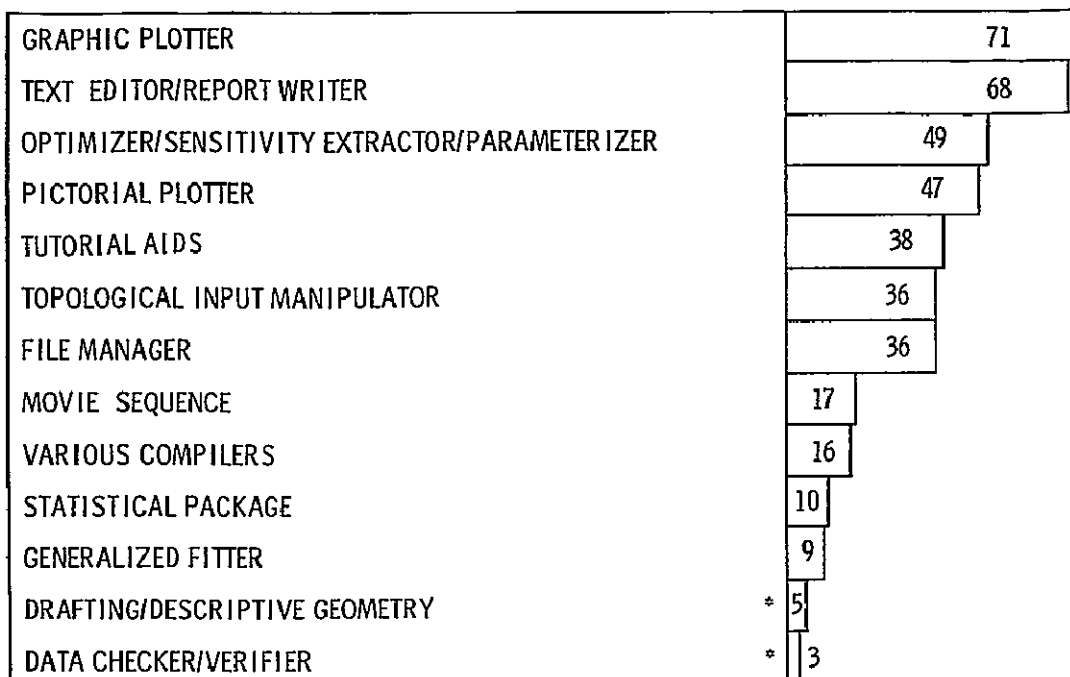 GRAPHIC PLOTTER 71
TEXT EDITOR/REPORT WRITER 68
OPTIMIZER/SENSITIVITY EXTRACTOR/PARAMETERIZER 49
PICTORIAL PLOTTER 47
TUTORIAL AIDS 38
TOPOLOGICAL INPUT MANIPULATOR 36
FILE MANAGER 36
MOVIE SEQUENCE 17
VARIOUS COMPILERS 16
STATISTICAL PACKAGE 10
GENERALIZED FITTER 9
DRAFTING/DESCRIPTIVE GEOMETRY * 5
DATA CHECKER/VERIFIER * 3